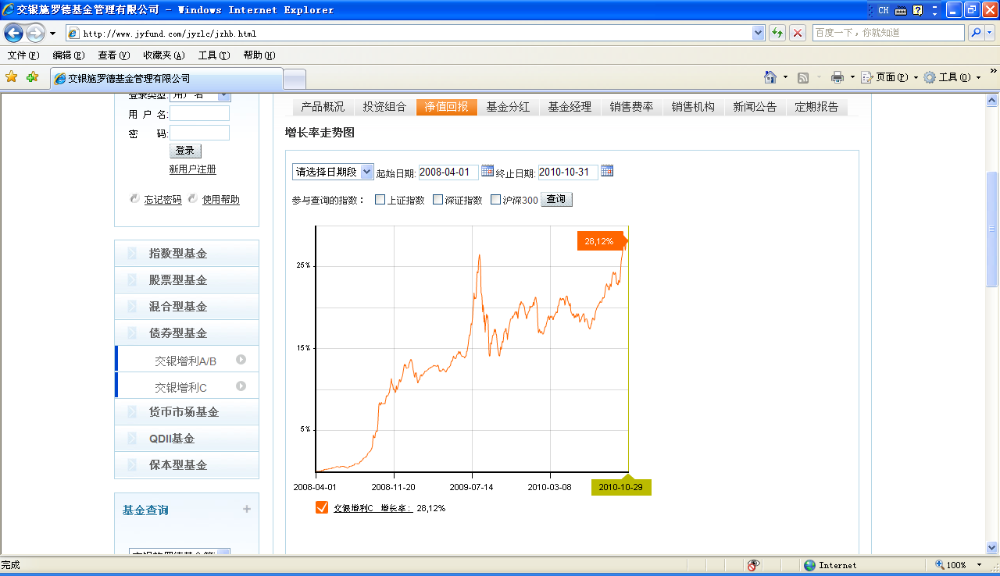 交银施罗德基金管理有限公司 - Windows Internet Explorer
CH
http://www.jyfund.com/jyzlc/jzhb.html
百度一下，你就知道
文件(F) 编辑(E) 查看(V) 收藏夹(A) 工具(T) 帮助(H)
交银施罗德基金管理有限公司
页面(P) 工具(O)
登录类型: 用 户 名
用 户 名:
密 码:
登录
新用户注册
忘记密码 使用帮助
指数型基金
股票型基金
混合型基金
债券型基金
交银增利A/B
交银增利C
货币市场基金
QDII基金
保本型基金
基金查询
产品概况 投资组合 净值回报 基金分红 基金经理 销售费率 销售机构 新闻公告 定期报告
增长率走势图
请选择日期段 起始日期: 2008-04-01 终止日期: 2010-10-31
参与查询的指数： 上证指数 深证指数 沪深300 查询
28,12%
25%
15%
5%
2008-04-01 2008-11-20 2009-07-14 2010-03-08 2010-10-29
交银增利C 增长率: 28,12%
完成
Internet
100%